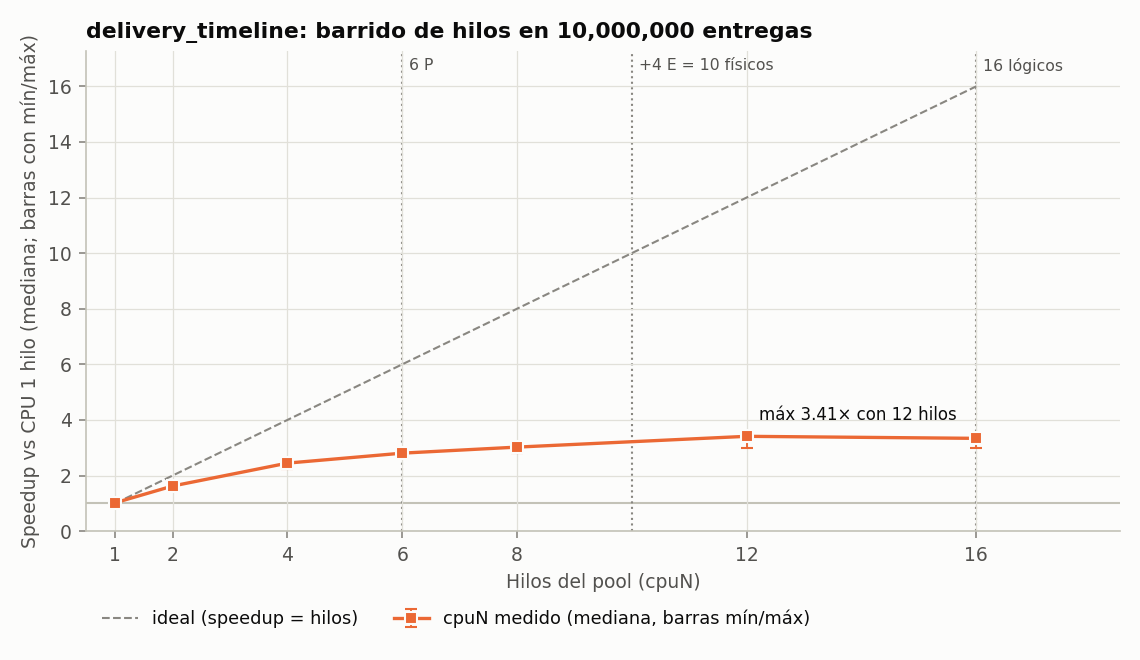 delivery_timeline: barrido de hilos en 10,000,000 entregas
Speedup vs CPU 1 hilo (mediana; barras con mín/máx)
6 P
+4 E = 10 físicos
16 lógicos
16
14
12
10
8
6
4
2
0
máx 3.41× con 12 hilos
1 2 4 6 8 12 16
Hilos del pool (cpuN)
ideal (speedup = hilos)
cpuN medido (mediana, barras mín/máx)